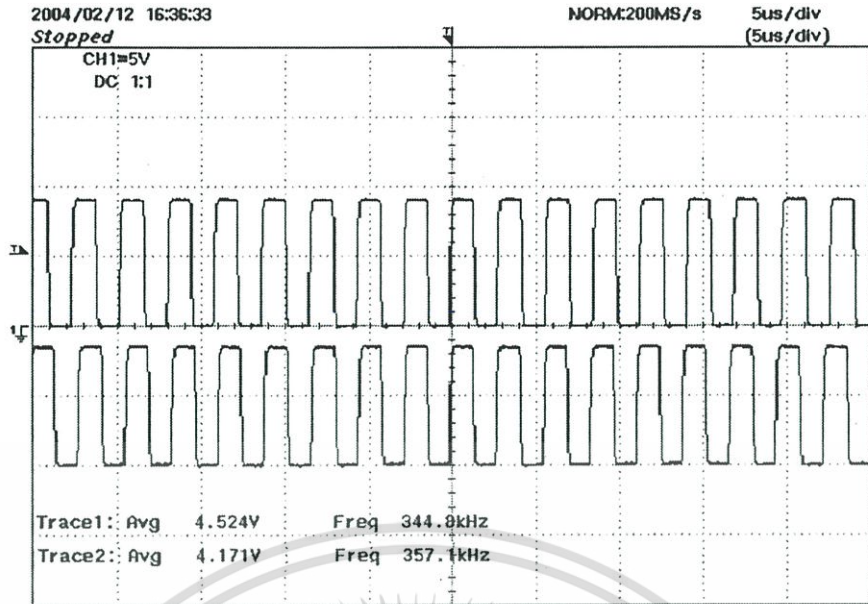 2004/02/12 16:36:33 NORM:200MS/s 5us/div
Stopped (5us/div)
CH1=5V
DC 1:1
T
T
1
Trace1: Avg 4.524V Freq 344.8kHz
Trace2: Avg 4.171V Freq 357.1kHz